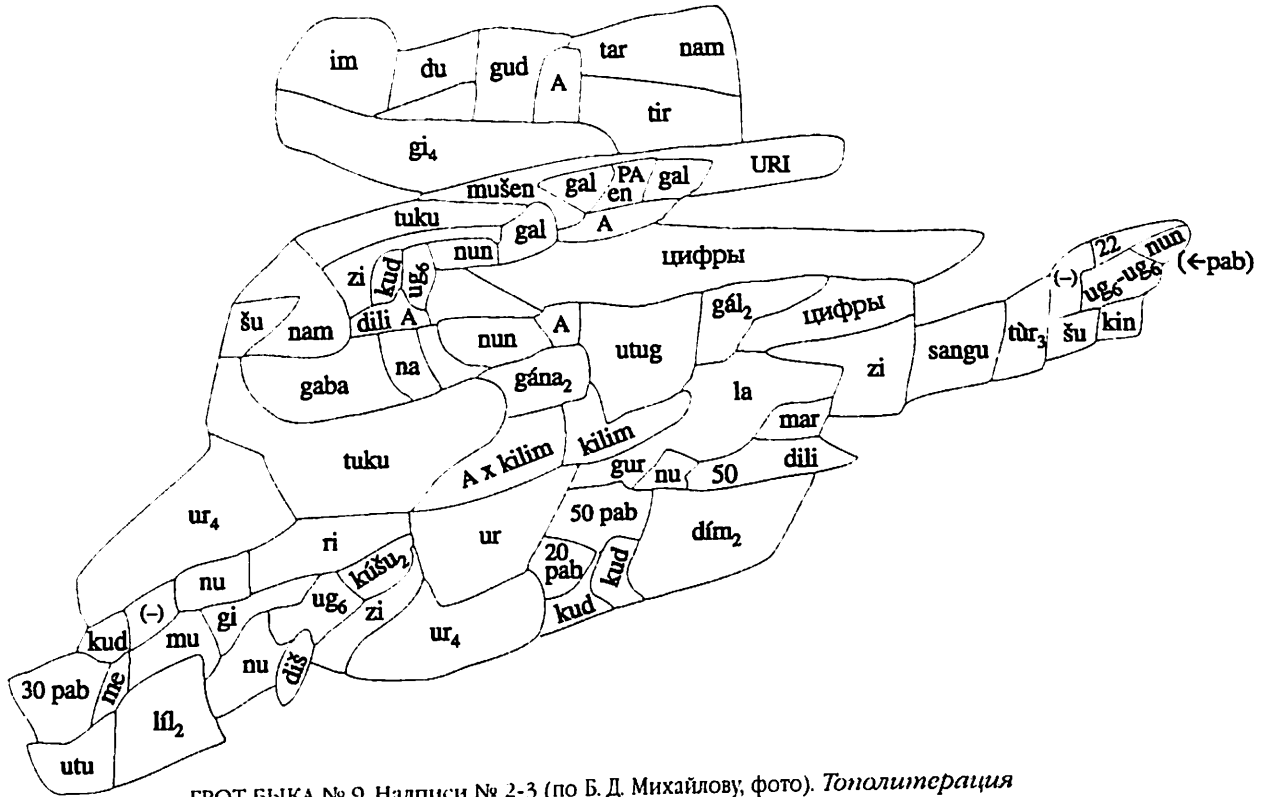 im du gud A tar nam
tir
gi₄
mušen gal PA en gal URI
tuku gal A
zi kud ug₆ nun цифры
22 nun
(-) ug₆-ug₆ (←pab)
šu nam dili A
nun A utug gál₂ цифры
sangu tùr₃ šu kin
gaba na gána₂ la zi
mar
tuku A x kilim kilim
gur nu 50 dili
ur₄ ri ur 50 pab dím₂
20 pab kud
nu kúšu₂
kud (-) mu gi ug₆ zi ur₄ kud
30 pab me nu diš
líl₂
utu
ГРОТ БЫКА № 9. Надписи № 2-3 (по Б. Д. Михайлову, фото). Тополитерация